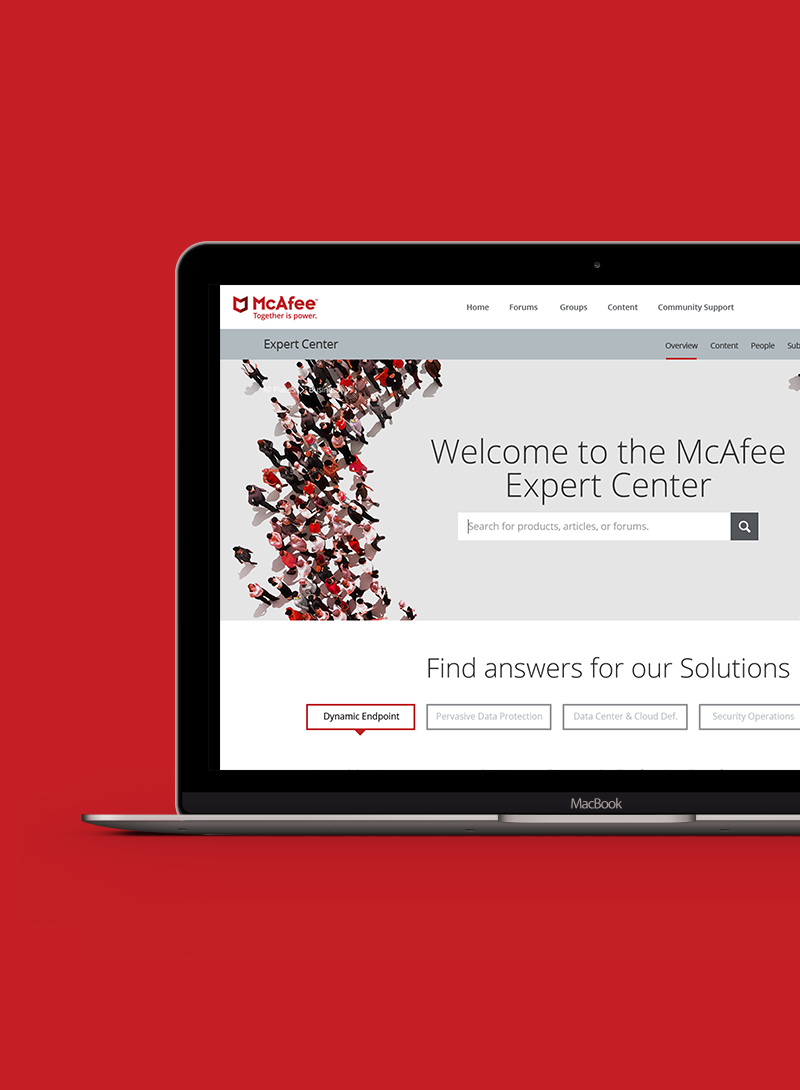 McAfee™
Together is power.
Home Forums Groups Content Community Support
Expert Center
Overview Content People Sub
Welcome to the McAfee
Expert Center
Search for products, articles, or forums.
Find answers for our Solutions
Dynamic Endpoint Pervasive Data Protection Data Center & Cloud Def. Security Operations
MacBook